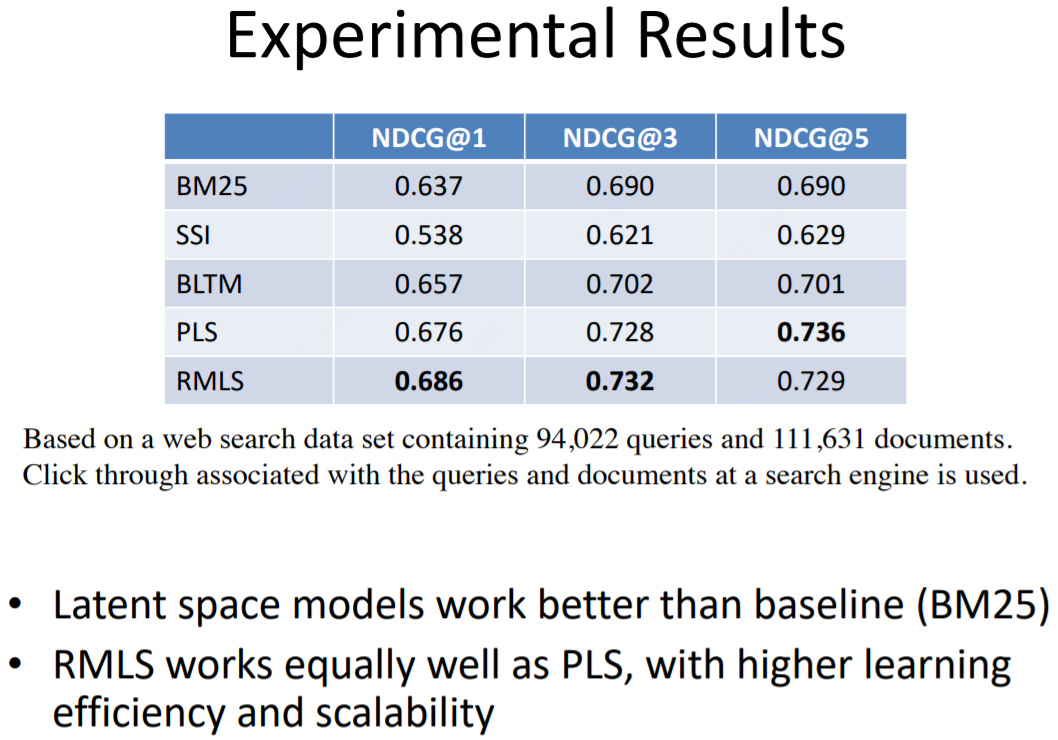 Experimental Results
NDCG@1 NDCG@3 NDCG@5
BM25 0.637 0.690 0.690
SSI 0.538 0.621 0.629
BLTM 0.657 0.702 0.701
PLS 0.676 0.728 0.736
RMLS 0.686 0.732 0.729
Based on a web search data set containing 94,022 queries and 111,631 documents.
Click through associated with the queries and documents at a search engine is used.
• Latent space models work better than baseline (BM25)
• RMLS works equally well as PLS, with higher learning
efficiency and scalability